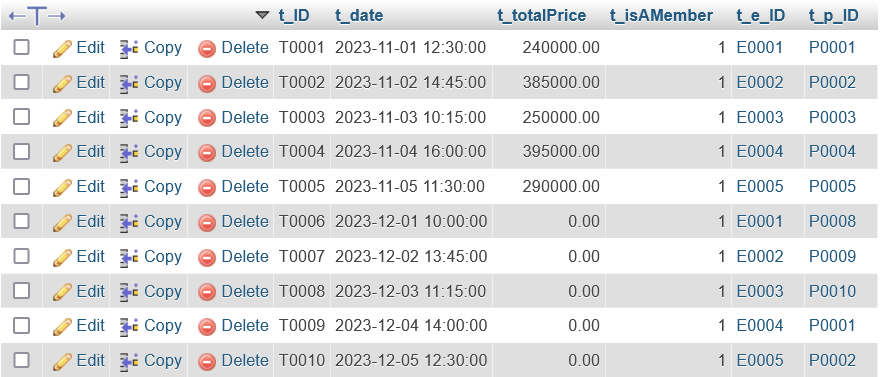 t_ID t_date t_totalPrice t_isAMember t_e_ID t_p_ID
Edit Copy Delete T0001 2023-11-01 12:30:00 240000.00 1 E0001 P0001
Edit Copy Delete T0002 2023-11-02 14:45:00 385000.00 1 E0002 P0002
Edit Copy Delete T0003 2023-11-03 10:15:00 250000.00 1 E0003 P0003
Edit Copy Delete T0004 2023-11-04 16:00:00 395000.00 1 E0004 P0004
Edit Copy Delete T0005 2023-11-05 11:30:00 290000.00 1 E0005 P0005
Edit Copy Delete T0006 2023-12-01 10:00:00 0.00 1 E0001 P0008
Edit Copy Delete T0007 2023-12-02 13:45:00 0.00 1 E0002 P0009
Edit Copy Delete T0008 2023-12-03 11:15:00 0.00 1 E0003 P0010
Edit Copy Delete T0009 2023-12-04 14:00:00 0.00 1 E0004 P0001
Edit Copy Delete T0010 2023-12-05 12:30:00 0.00 1 E0005 P0002